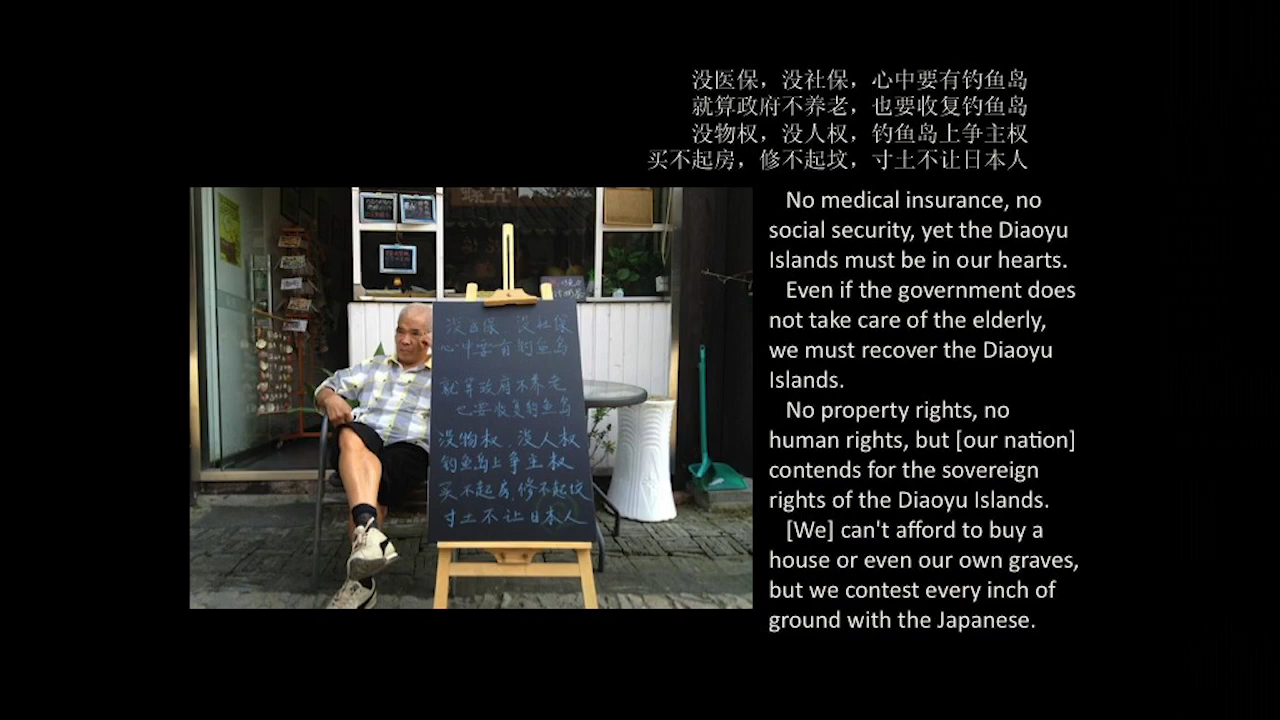 没医保，没社保，心中要有钓鱼岛
就算政府不养老，也要收复钓鱼岛
没物权，没人权，钓鱼岛上争主权
买不起房，修不起坟，寸土不让日本人
No medical insurance, no
social security, yet the Diaoyu
Islands must be in our hearts.
Even if the government does
not take care of the elderly,
we must recover the Diaoyu
Islands.
No property rights, no
human rights, but [our nation]
contends for the sovereign
rights of the Diaoyu Islands.
[We] can't afford to buy a
house or even our own graves,
but we contest every inch of
ground with the Japanese.
没医保、没社保
心中要有钓鱼岛
就算政府不养老
也要收复钓鱼岛
没物权、没人权
钓鱼岛上争主权
买不起房,修不起坟
寸土不让日本人